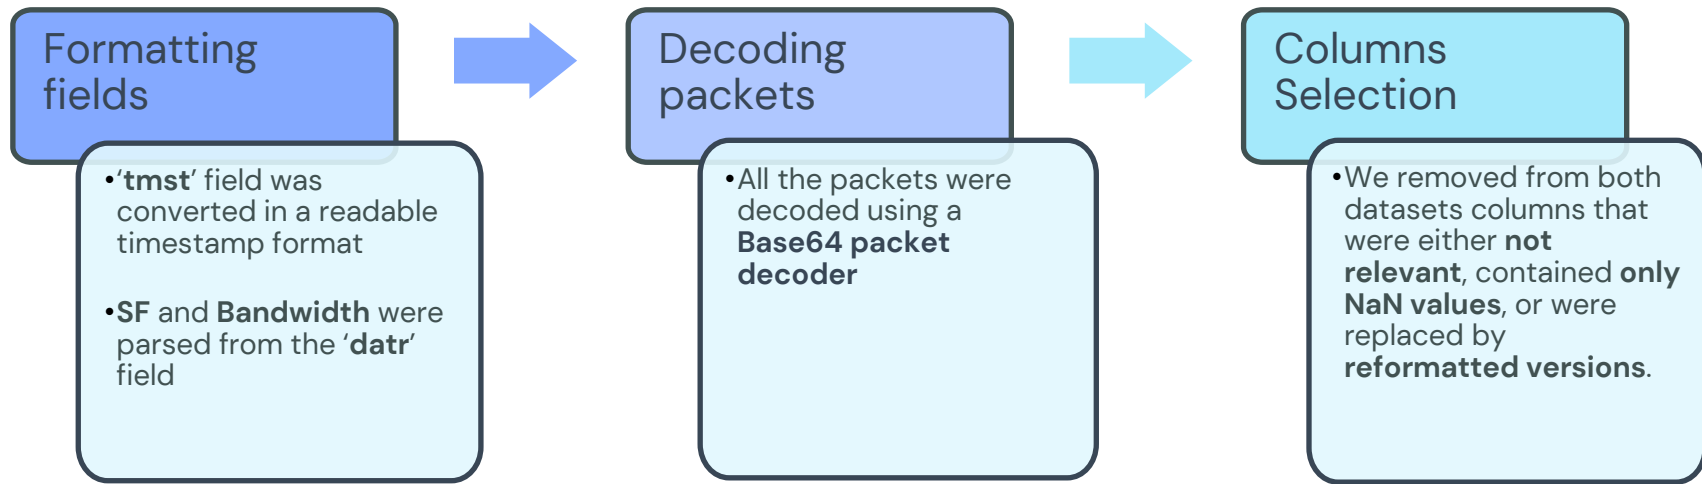 Formatting
fields
•‘tmst’ field was
converted in a readable
timestamp format
•SF and Bandwidth were
parsed from the ‘datr’
field
Decoding
packets
•All the packets were
decoded using a
Base64 packet
decoder
Columns
Selection
•We removed from both
datasets columns that
were either not
relevant, contained only
NaN values, or were
replaced by
reformatted versions.